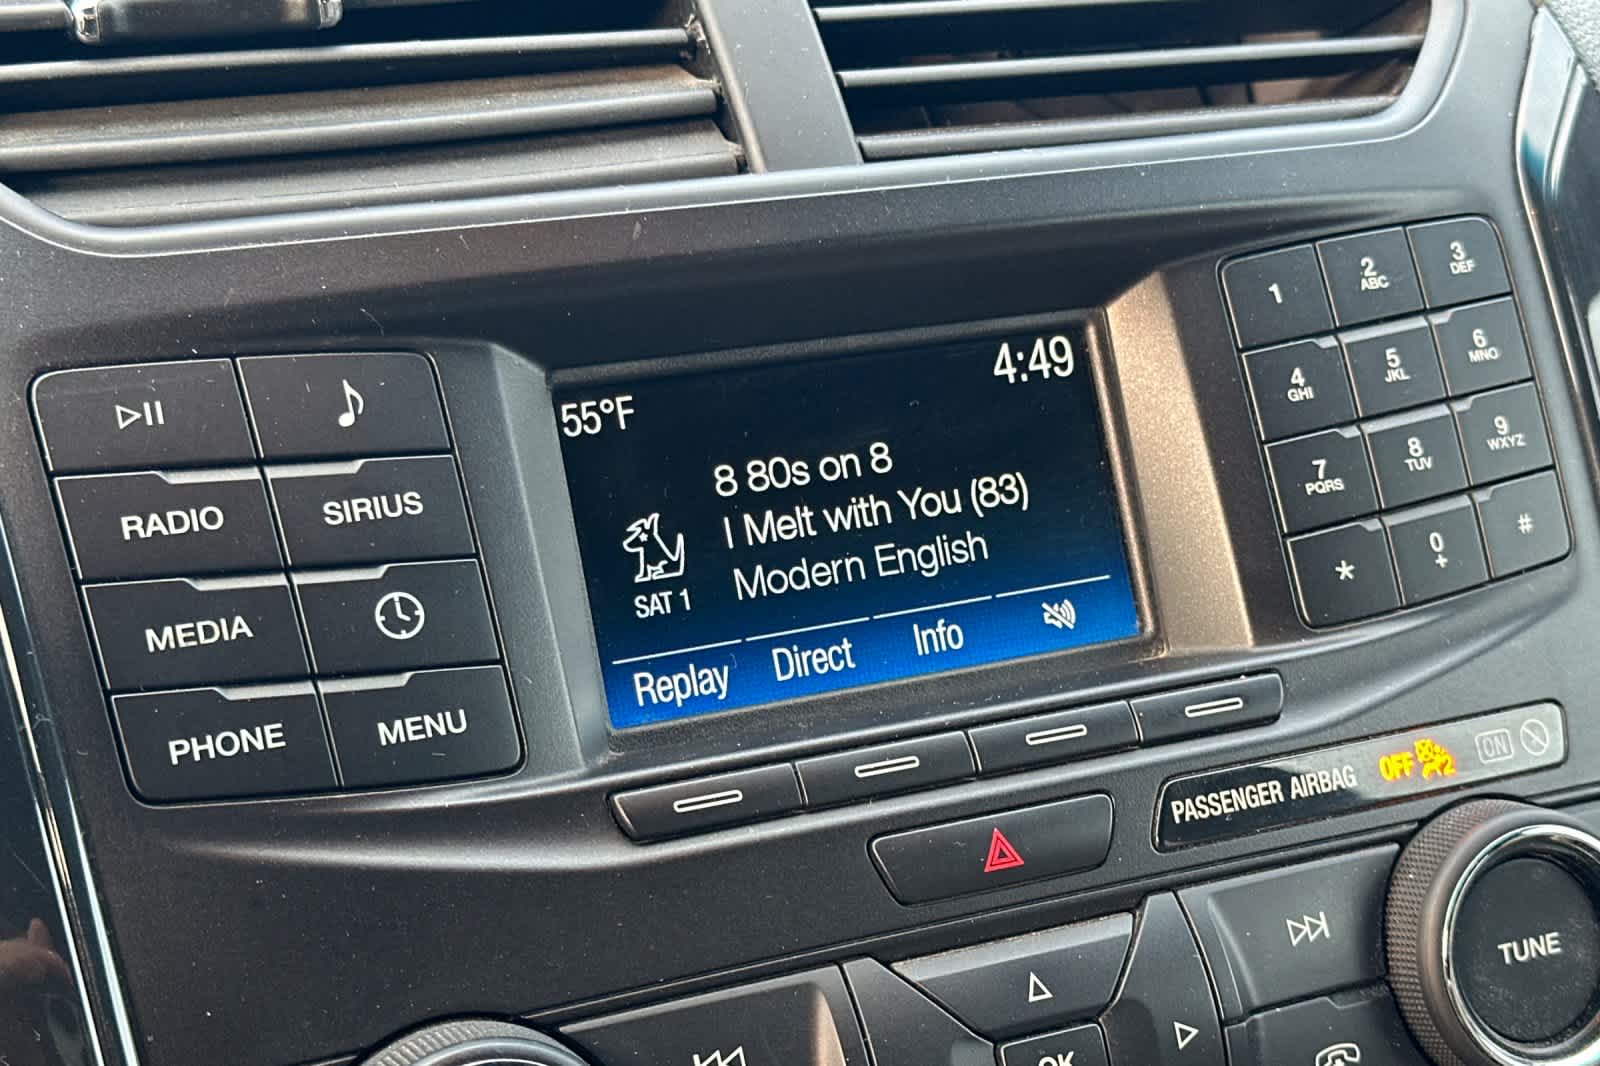 4:49
55°F
8 80s on 8
I Melt with You (83)
Modern English
SAT 1
Replay Direct Info
RADIO SIRIUS
MEDIA
PHONE MENU
1 2 ABC 3 DEF
4 GHI 5 JKL 6 MNO
7 PQRS 8 TUV 9 WXYZ
* 0 + #
PASSENGER AIRBAG OFF 2 ON
TUNE
OK